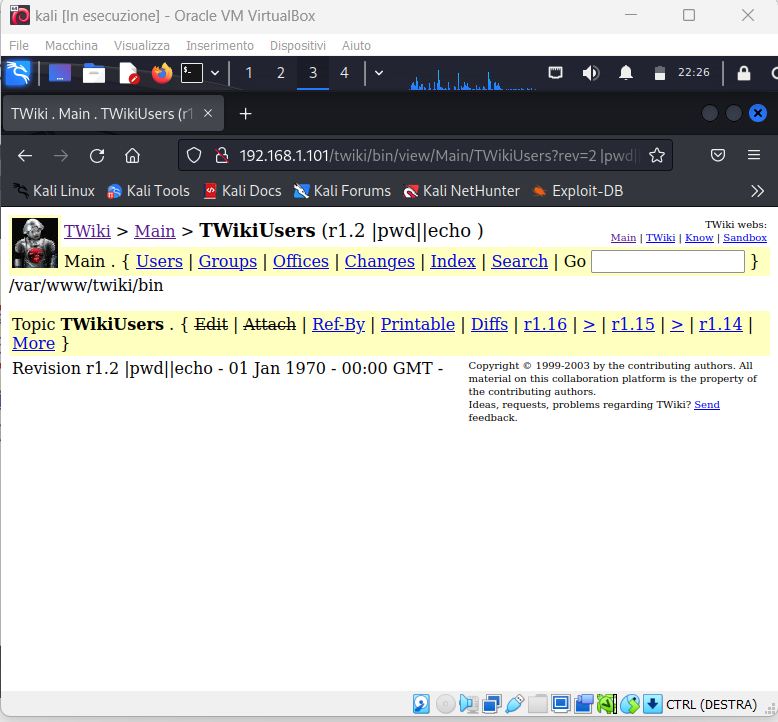 kali [In esecuzione] - Oracle VM VirtualBox
File Macchina Visualizza Inserimento Dispositivi Aiuto
1 2 3 4 22:26
TWiki . Main . TWikiUsers (r1
192.168.1.101/twiki/bin/view/Main/TWikiUsers?rev=2 |pwd|
Kali Linux Kali Tools Kali Docs Kali Forums Kali NetHunter Exploit-DB
TWiki > Main > TWikiUsers (r1.2 |pwd||echo )
TWiki webs:
Main | TWiki | Know | Sandbox
Main . { Users | Groups | Offices | Changes | Index | Search | Go }
/var/www/twiki/bin
Topic TWikiUsers . { Edit | Attach | Ref-By | Printable | Diffs | r1.16 | > | r1.15 | > | r1.14 |
More }
Revision r1.2 |pwd||echo - 01 Jan 1970 - 00:00 GMT -
Copyright © 1999-2003 by the contributing authors. All
material on this collaboration platform is the property of
the contributing authors.
Ideas, requests, problems regarding TWiki? Send
feedback.
CTRL (DESTRA)